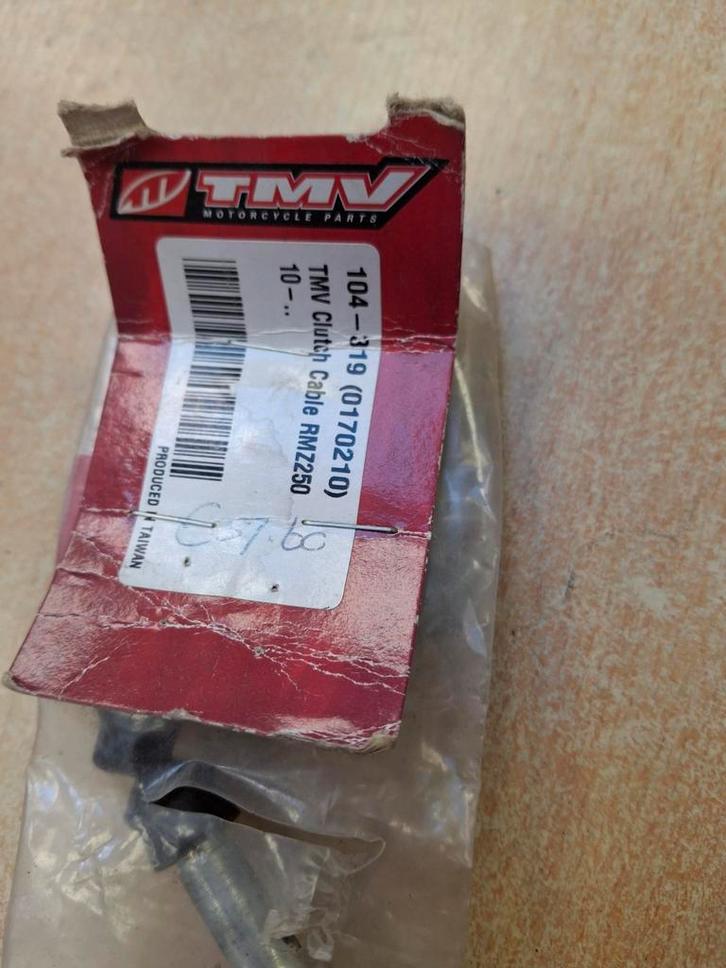 TMV
MOTORCYCLE PARTS
104-319 (0170210)
TMV Clutch Cable RMZ250
10-..
PRODUCED IN TAIWAN